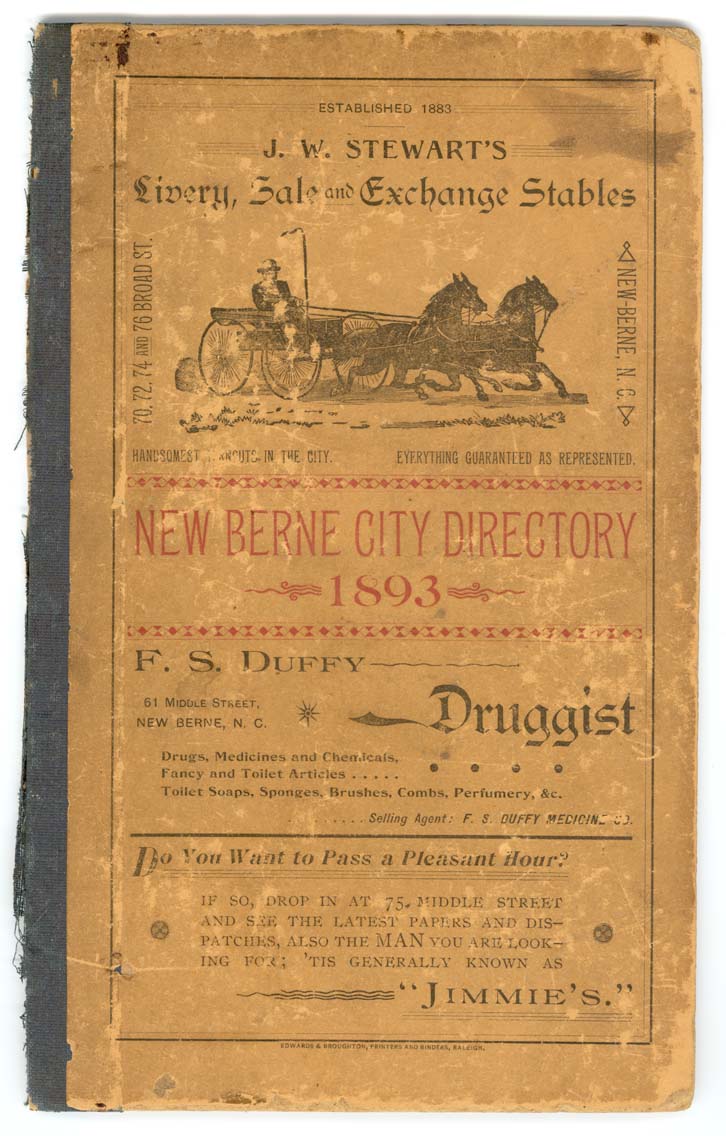 ESTABLISHED 1883
J. W. STEWART'S
Livery, Sale and Exchange Stables
70, 72, 74 AND 76 BROAD ST.
NEW-BERNE, N. C.
HANDSOMEST IN THE CITY.
EVERYTHING GUARANTEED AS REPRESENTED.
NEW BERNE CITY DIRECTORY
1893
F. S. DUFFY
61 MIDDLE STREET,
NEW BERNE, N. C.
Druggist
Drugs, Medicines and Chemicals,
Fancy and Toilet Articles . . . . .
Toilet Soaps, Sponges, Brushes, Combs, Perfumery, &c.
. . . . . . . . . Selling Agent: F. S. DUFFY MEDICINE CO.
Do You Want to Pass a Pleasant Hour?
IF SO, DROP IN AT 75, MIDDLE STREET
AND SEE THE LATEST PAPERS AND DIS-
PATCHES, ALSO THE MAN YOU ARE LOOK-
ING FOR; 'TIS GENERALLY KNOWN AS
"JIMMIE'S."
EDWARDS & BROUGHTON, PRINTERS AND BINDERS, RALEIGH.